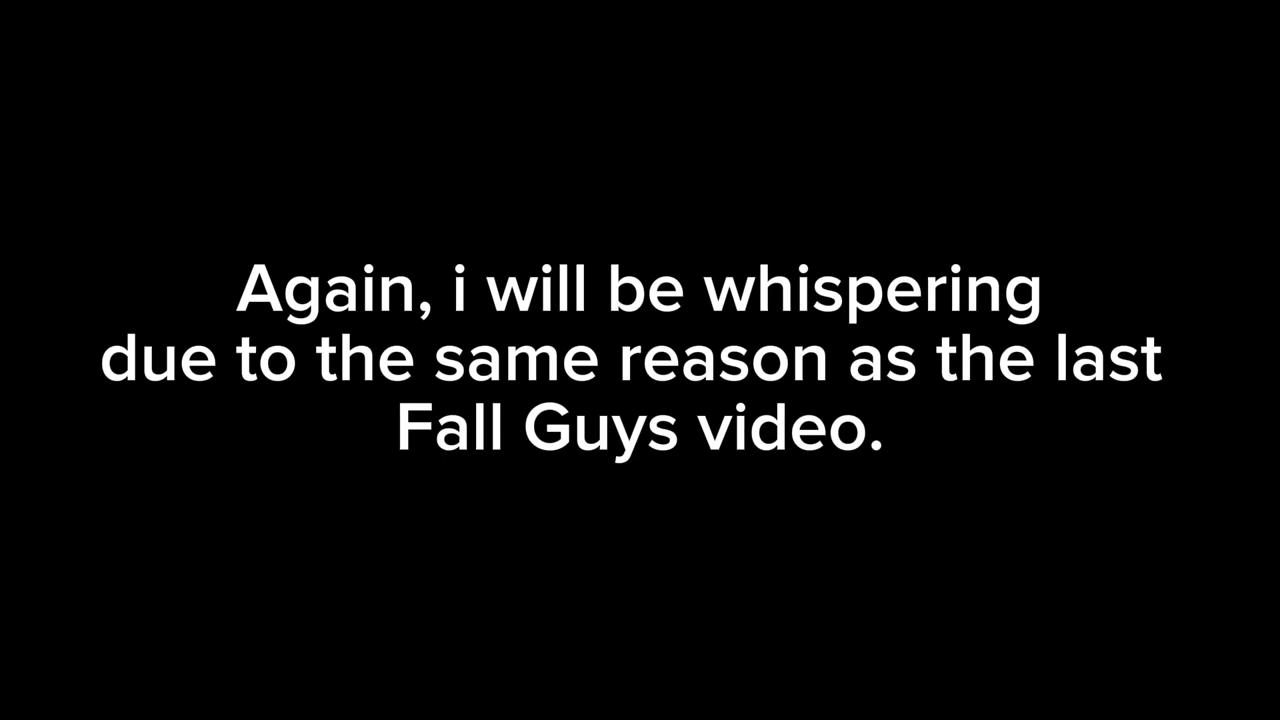 Again, i will be whispering
due to the same reason as the last
Fall Guys video.